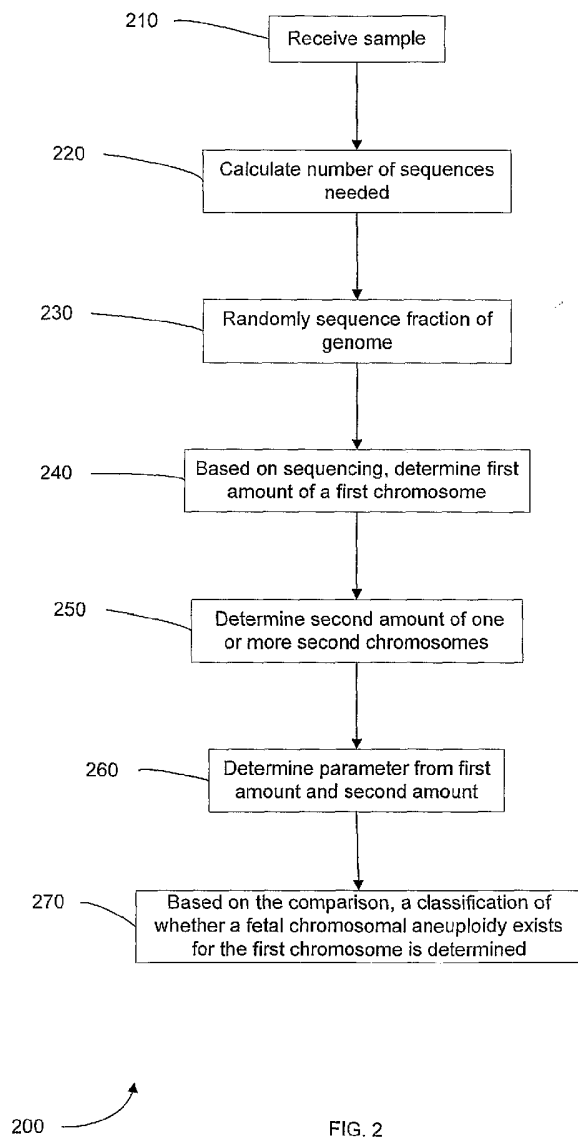 210
Receive sample
220
Calculate number of sequences
needed
230
Randomly sequence fraction of
genome
240
Based on sequencing, determine first
amount of a first chromosome
250
Determine second amount of one
or more second chromosomes
260
Determine parameter from first
amount and second amount
270
Based on the comparison, a classification of
whether a fetal chromosomal aneuploidy exists
for the first chromosome is determined
200
FIG. 2